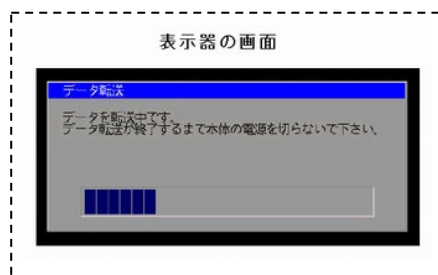 表示器の画面
データ転送
データを転送中です。
データ転送が終了するまで本体の電源を切らないで下さい。